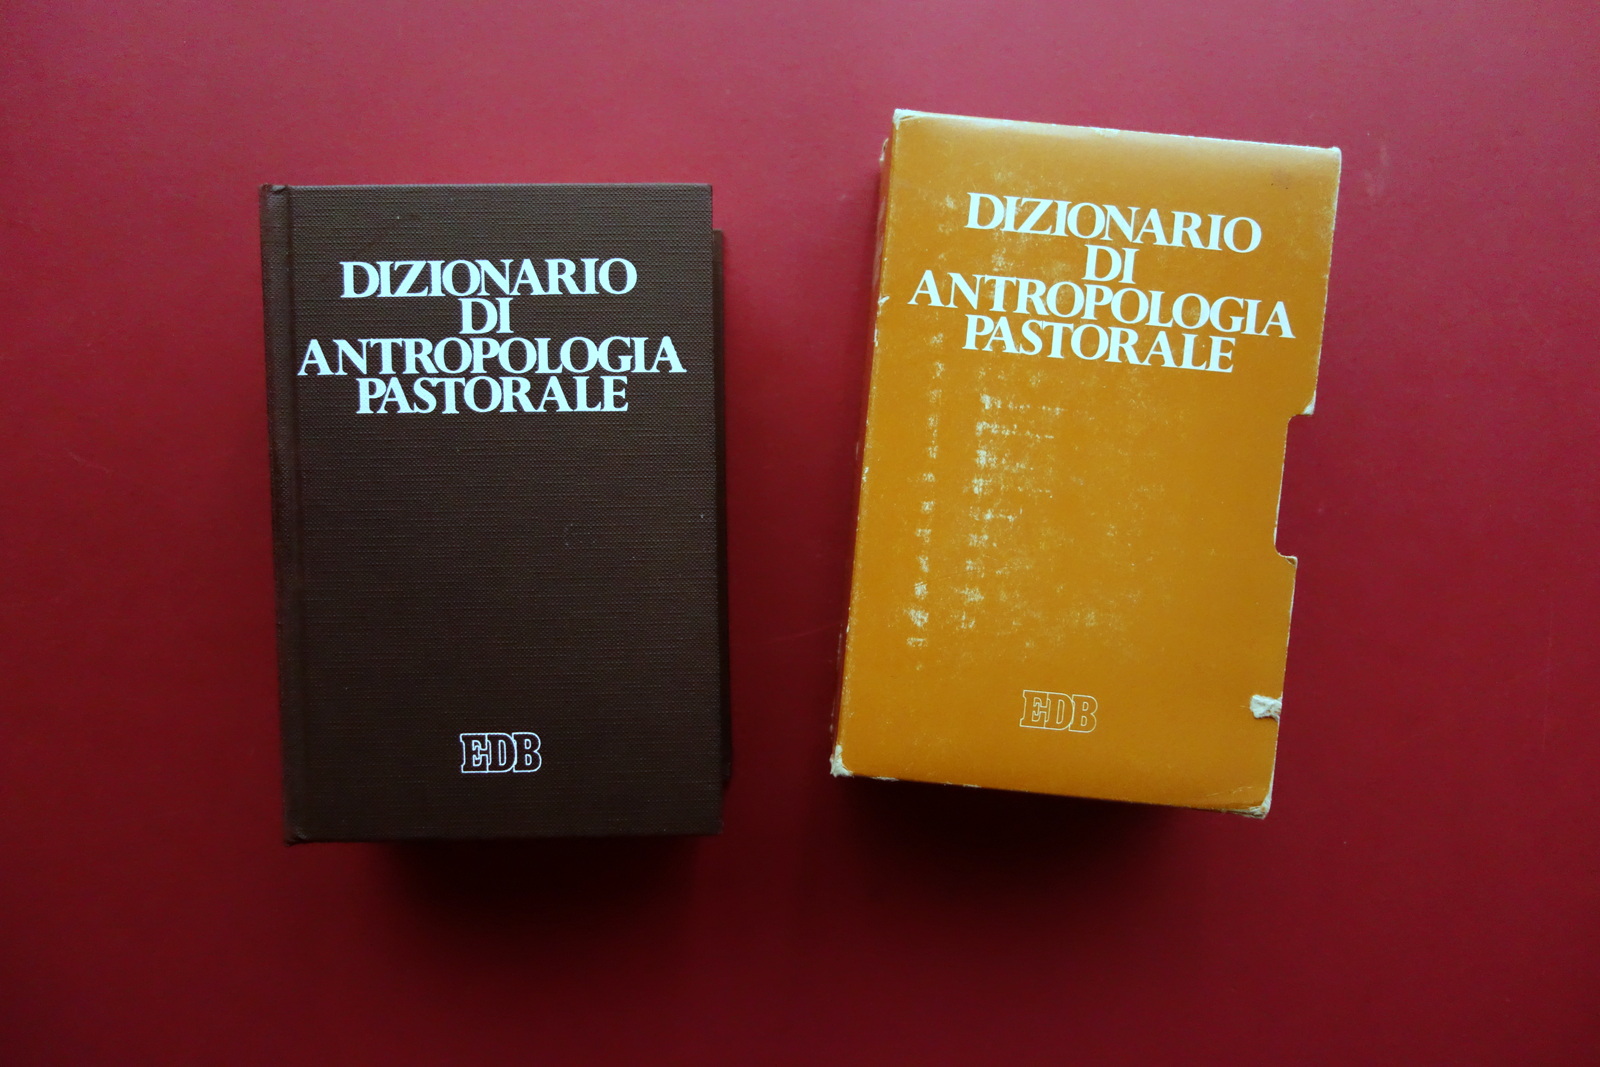 DIZIONARIO
DI
ANTROPOLOGIA
PASTORALE
EDB
DIZIONARIO
DI
ANTROPOLOGIA
PASTORALE
EDB